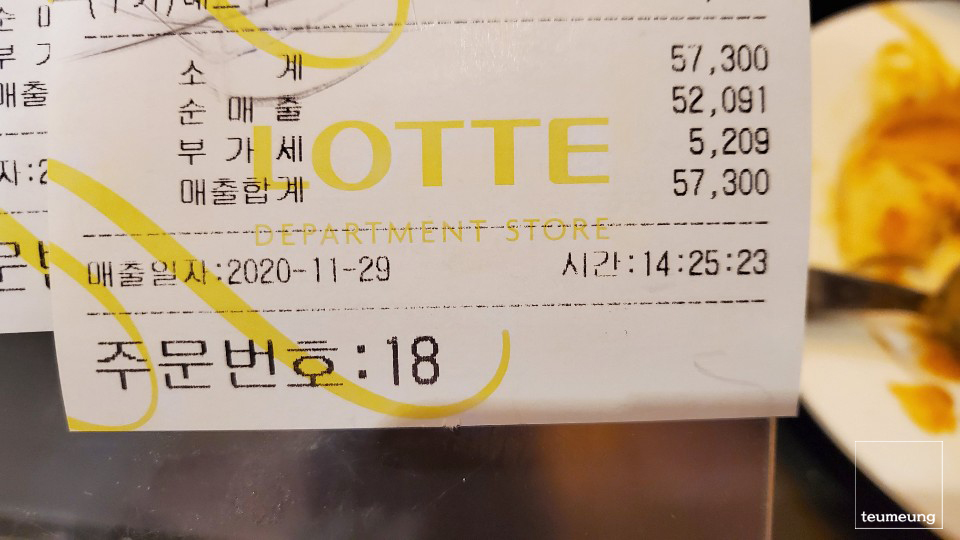 소 계 57,300
순 매 출 52,091
부 가 세 5,209
매출합계 57,300
LOTTE
DEPARTMENT STORE
매출일자:2020-11-29 시간:14:25:23
주문번호:18
teumeung